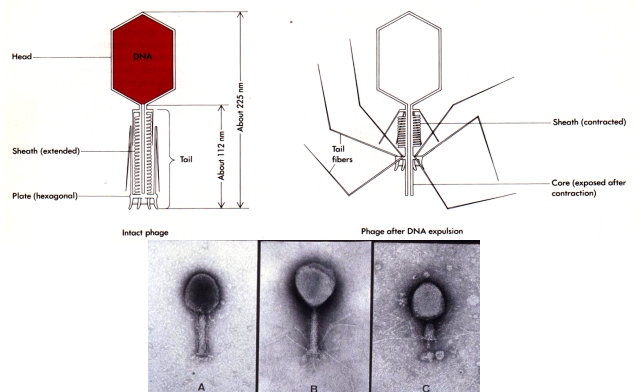 Head
DNA
Sheath (extended)
Plate (hexagonal)
Tail
About 112 nm
About 225 nm
Intact phage
Tail
fibers
Sheath (contracted)
Core (exposed after
contraction)
Phage after DNA expulsion
A
B
C